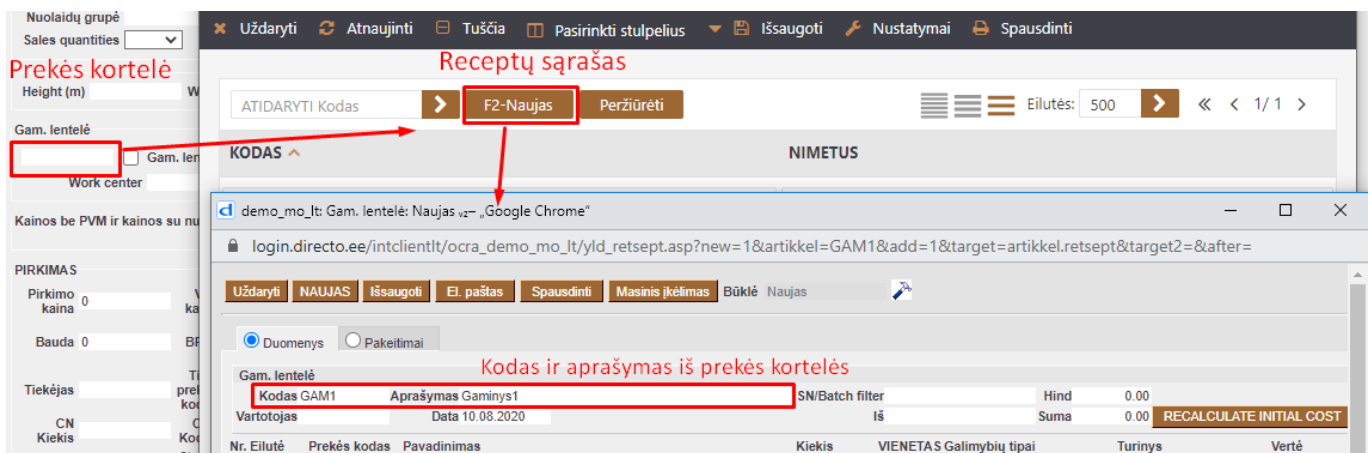 Nuolaidų grupė
Sales quantities
Prekės kortelė
Height (m) W
Gam. lentelė
Gam. len
Work center
Kainos be PVM ir kainos su nu
PIRKIMAS
Pirkimo kaina 0
ka
Bauda 0
Tiekėjas
prek
CN Kiekis
Uždaryti Atnaujinti Tuščia Pasirinkti stulpelius Išsaugoti Nustatymai Spausdinti
Receptų sąrašas
ATIDARYTI Kodas F2-Naujas Peržiūrėti Eilutės: 500 1/ 1
KODAS NIMETUS
demo_mo_lt: Gam. lentelė: Naujas v2– „Google Chrome“
login.directo.ee/intclientlt/ocra_demo_mo_lt/yld_retsept.asp?new=1&artikkel=GAM1&add=1&target=artikkel.retsept&target2=&after=
Uždaryti NAUJAS Išsaugoti El. paštas Spausdinti Masinis įkėlimas Būklė Naujas
Duomenys Pakeitimai
Kodas ir aprašymas iš prekės kortelės
Gam. lentelė
Kodas GAM1 Aprašymas Gaminys1 SN/Batch filter Hind 0.00
Vartotojas Data 10.08.2020 Iš Suma 0.00 RECALCULATE INITIAL COST
Nr. Eilutė Prekės kodas Pavadinimas Kiekis VIENETAS Galimybių tipai Turinys Vertė